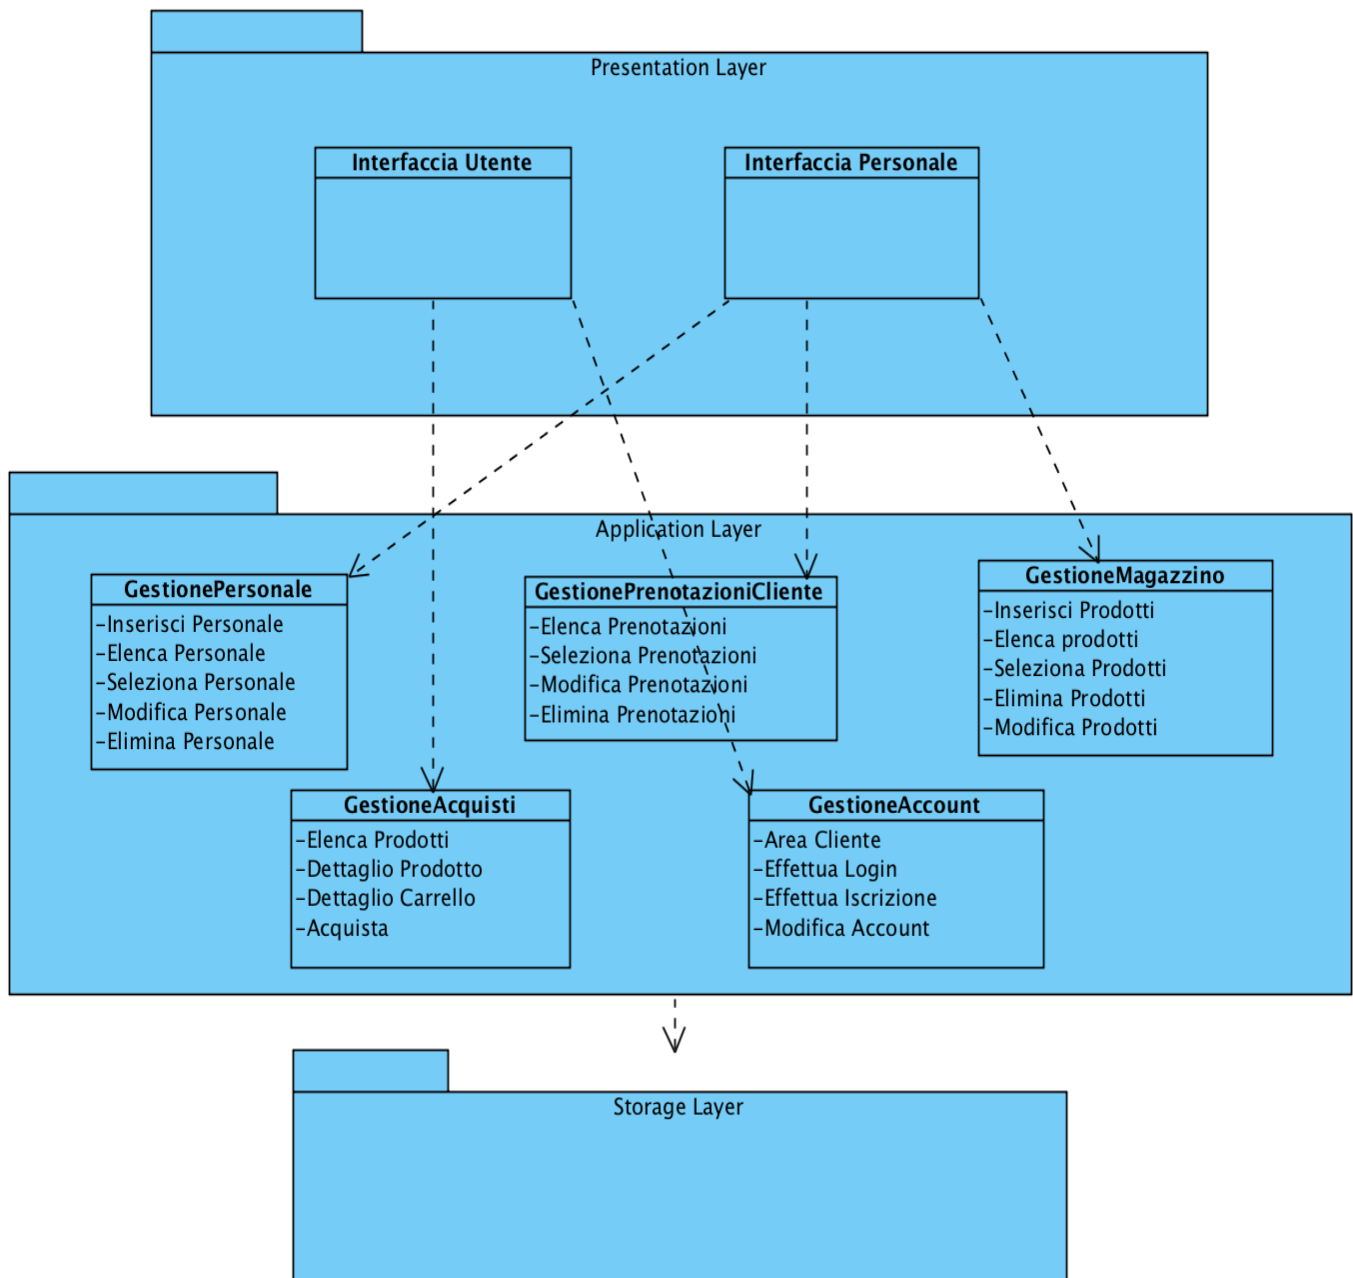 Presentation Layer
Interfaccia Utente
Interfaccia Personale
Application Layer
GestionePersonale
-Inserisci Personale
-Elenca Personale
-Seleziona Personale
-Modifica Personale
-Elimina Personale
GestionePrenotazioniCliente
-Elenca Prenotazioni
-Seleziona Prenotazioni
-Modifica Prenotazioni
-Elimina Prenotazioni
GestioneMagazzino
-Inserisci Prodotti
-Elenca prodotti
-Seleziona Prodotti
-Elimina Prodotti
-Modifica Prodotti
GestioneAcquisti
-Elenca Prodotti
-Dettaglio Prodotto
-Dettaglio Carrello
-Acquista
GestioneAccount
-Area Cliente
-Effettua Login
-Effettua Iscrizione
-Modifica Account
Storage Layer